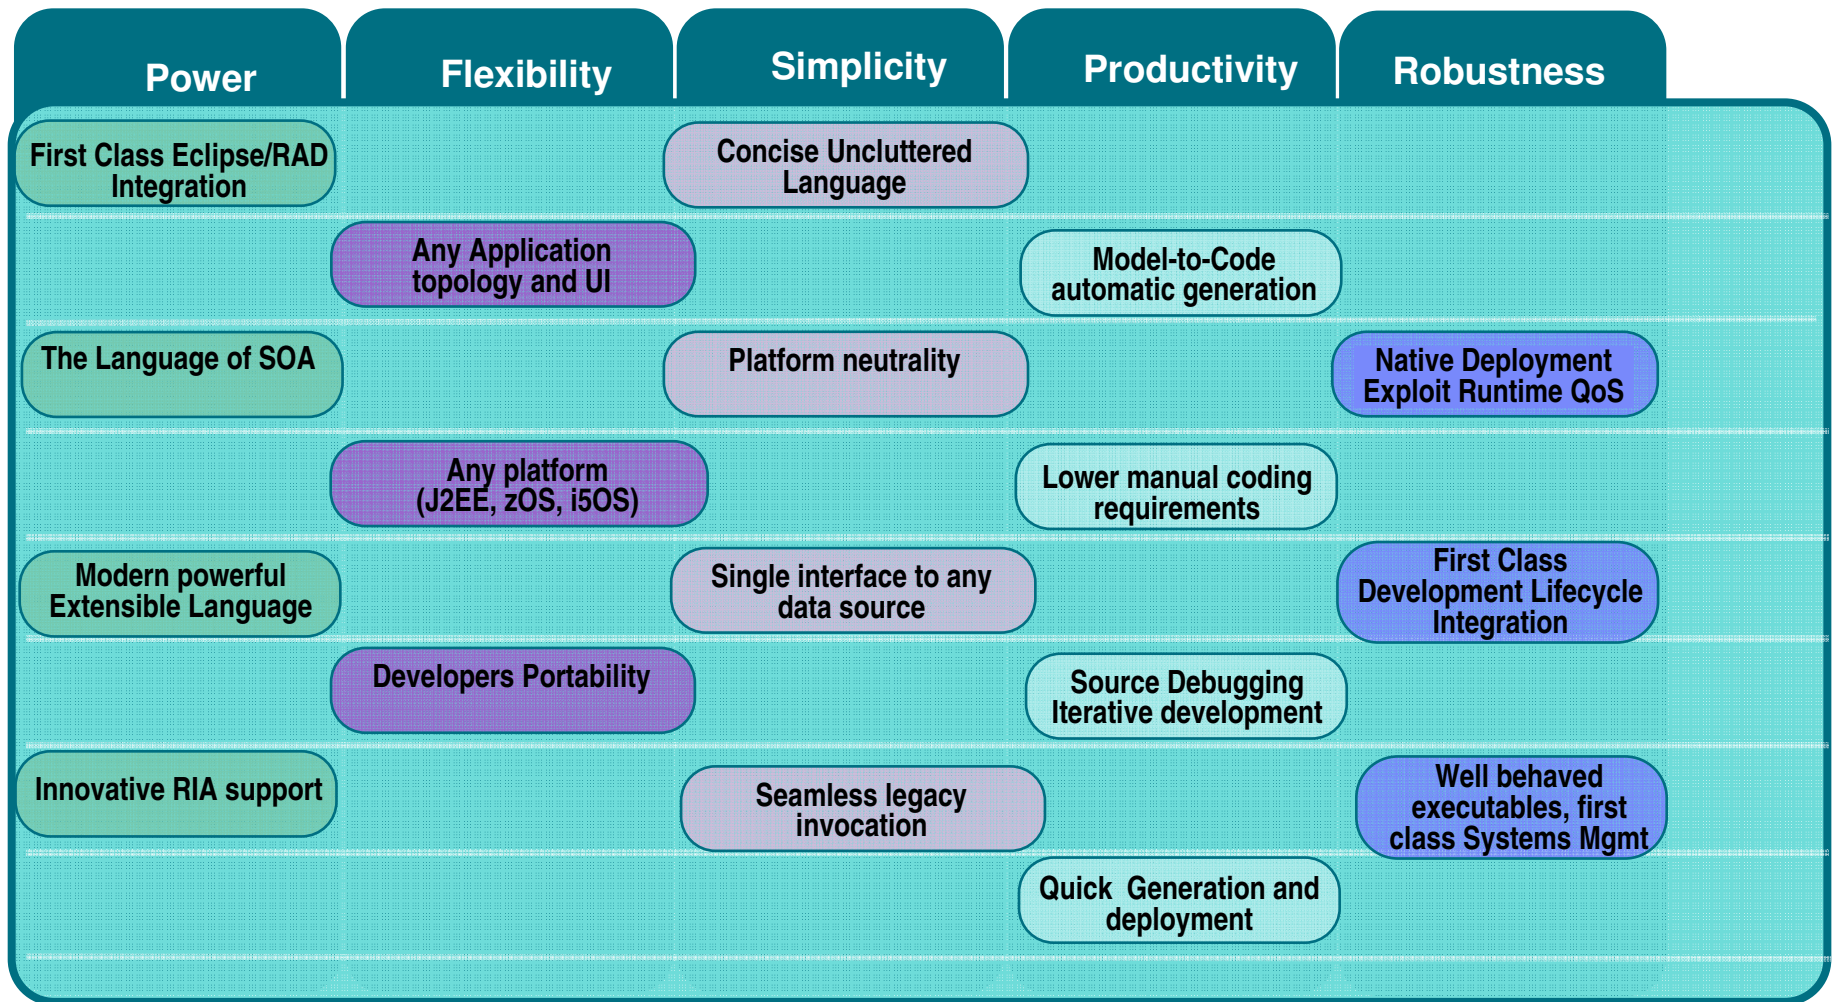 Power
Flexibility
Simplicity
Productivity
Robustness
First Class Eclipse/RAD
Integration
Concise Uncluttered
Language
Any Application
topology and UI
Model-to-Code
automatic generation
The Language of SOA
Platform neutrality
Native Deployment
Exploit Runtime QoS
Any platform
(J2EE, zOS, i5OS)
Lower manual coding
requirements
Modern powerful
Extensible Language
Single interface to any
data source
First Class
Development Lifecycle
Integration
Developers Portability
Source Debugging
Iterative development
Innovative RIA support
Seamless legacy
invocation
Well behaved
executables, first
class Systems Mgmt
Quick  Generation and
deployment